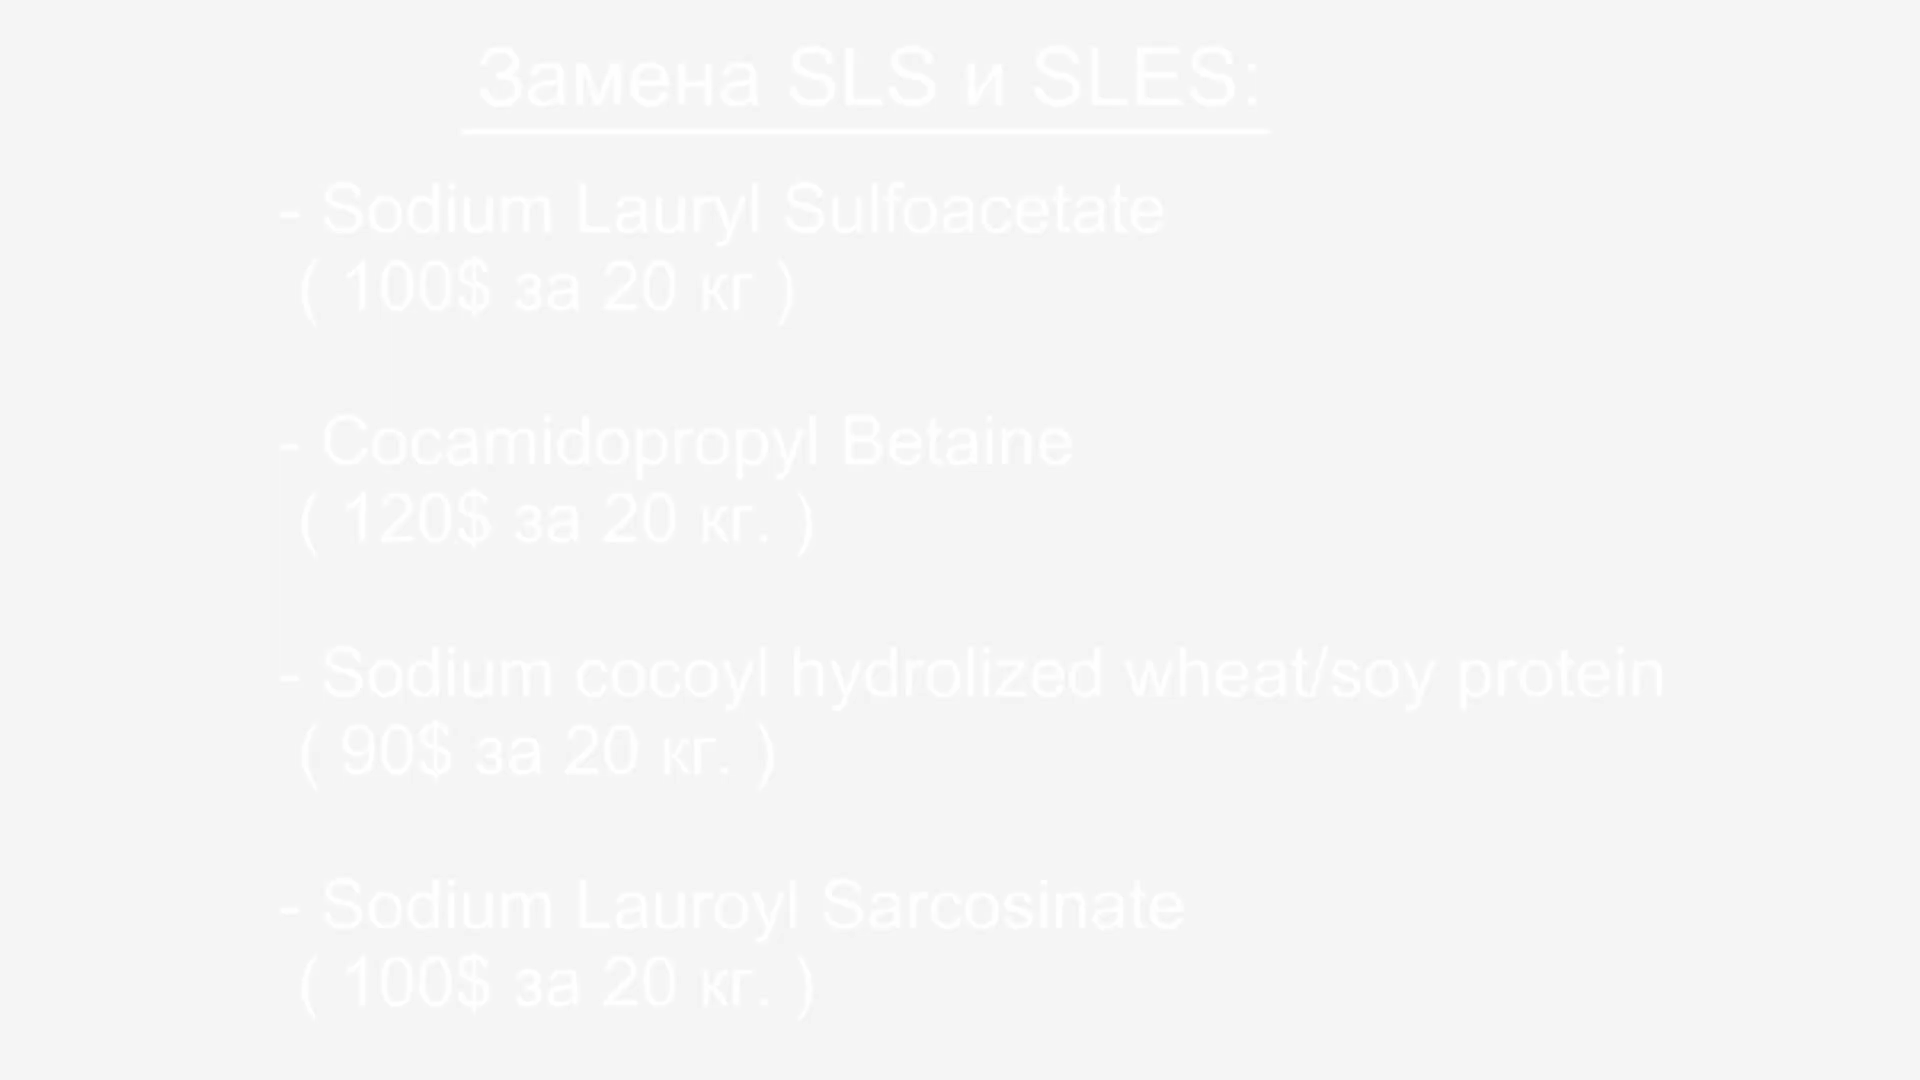 Замена SLS и SLES:
- Sodium Lauryl Sulfoacetate
( 100$ за 20 кг )
- Cocamidopropyl Betaine
( 120$ за 20 кг. )
- Sodium cocoyl hydrolized wheat/soy protein
( 90$ за 20 кг. )
- Sodium Lauroyl Sarcosinate
( 100$ за 20 кг. )